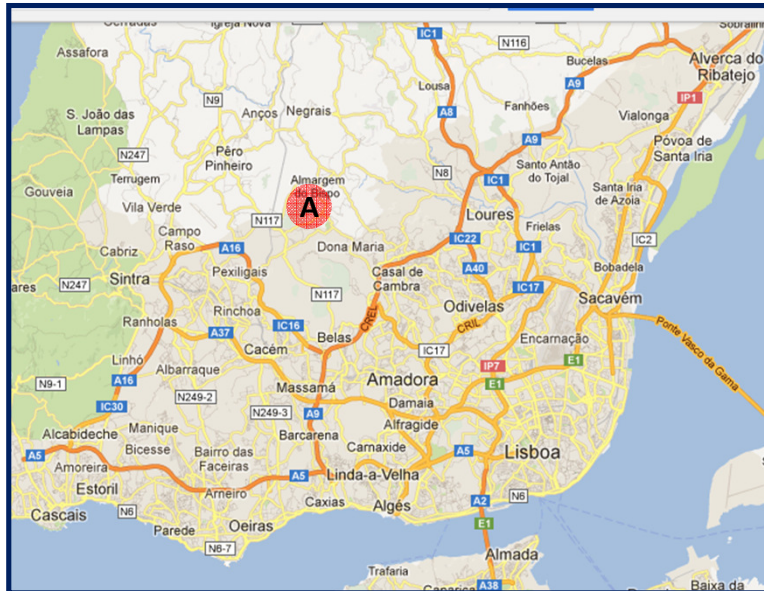 Igreja Nova
IC1
N116
Sobralinho
Assafora
Bucelas
Alverca do
Ribatejo
Lousa
A9
IP1
N9
Fanhões
S. João das
Lampas
Anços
Negrais
A8
Vialonga
A9
Póvoa de
Santa Iria
N247
Pêro
Pinheiro
Santo Antão
do Tojal
Terrugem
Almargem
do Bispo
N8
IC1
Santa Iria
de Azoia
Gouveia
A
Vila Verde
Loures
N117
Frielas
Campo
Raso
A16
Dona Maria
IC22
IC1
IC2
Cabriz
Pexiligais
Casal de
Cambra
A40
Bobadela
Sintra
N247
ares
N117
IC17
Sacavém
Rinchoa
Odivelas
Ranholas
IC16
CREL
CRIL
Ponte Vasco da Gama
A37
Belas
Encarnação
Cacém
IC17
Linhó
Albarraque
IP7
E1
N9-1
A16
Amadora
E1
Massamá
N249-2
Damaia
IC30
N249-3
A9
Alfragide
Alcabideche
Manique
Barcarena
Bicesse
Bairro das
Faceiras
Carnaxide
A5
Lisboa
A5
Amoreira
A5
Linda-a-Velha
Estoril
Arneiro
A2
N6
Cascais
N6
Caxias
Algés
Parede
Oeiras
E1
N6-7
Almada
Trafaria
A38
Baixa da